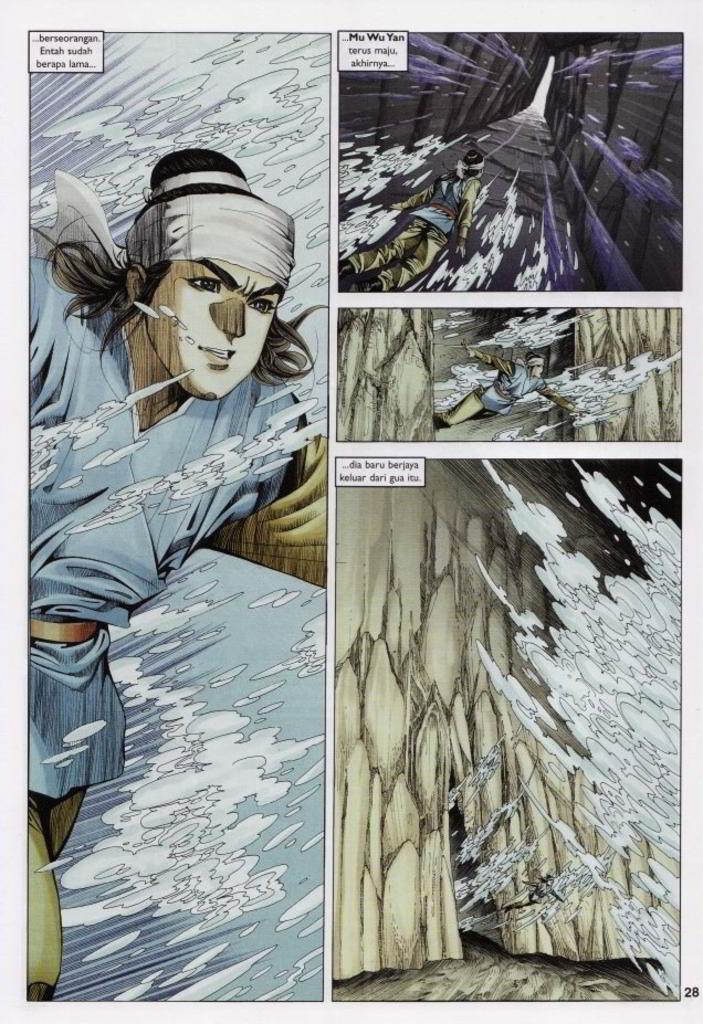 ...berseorangan.
Entah sudah
berapa lama...
...Mu Wu Yan
terus maju,
akhirnya...
...dia baru berjaya
keluar dari gua itu.
28